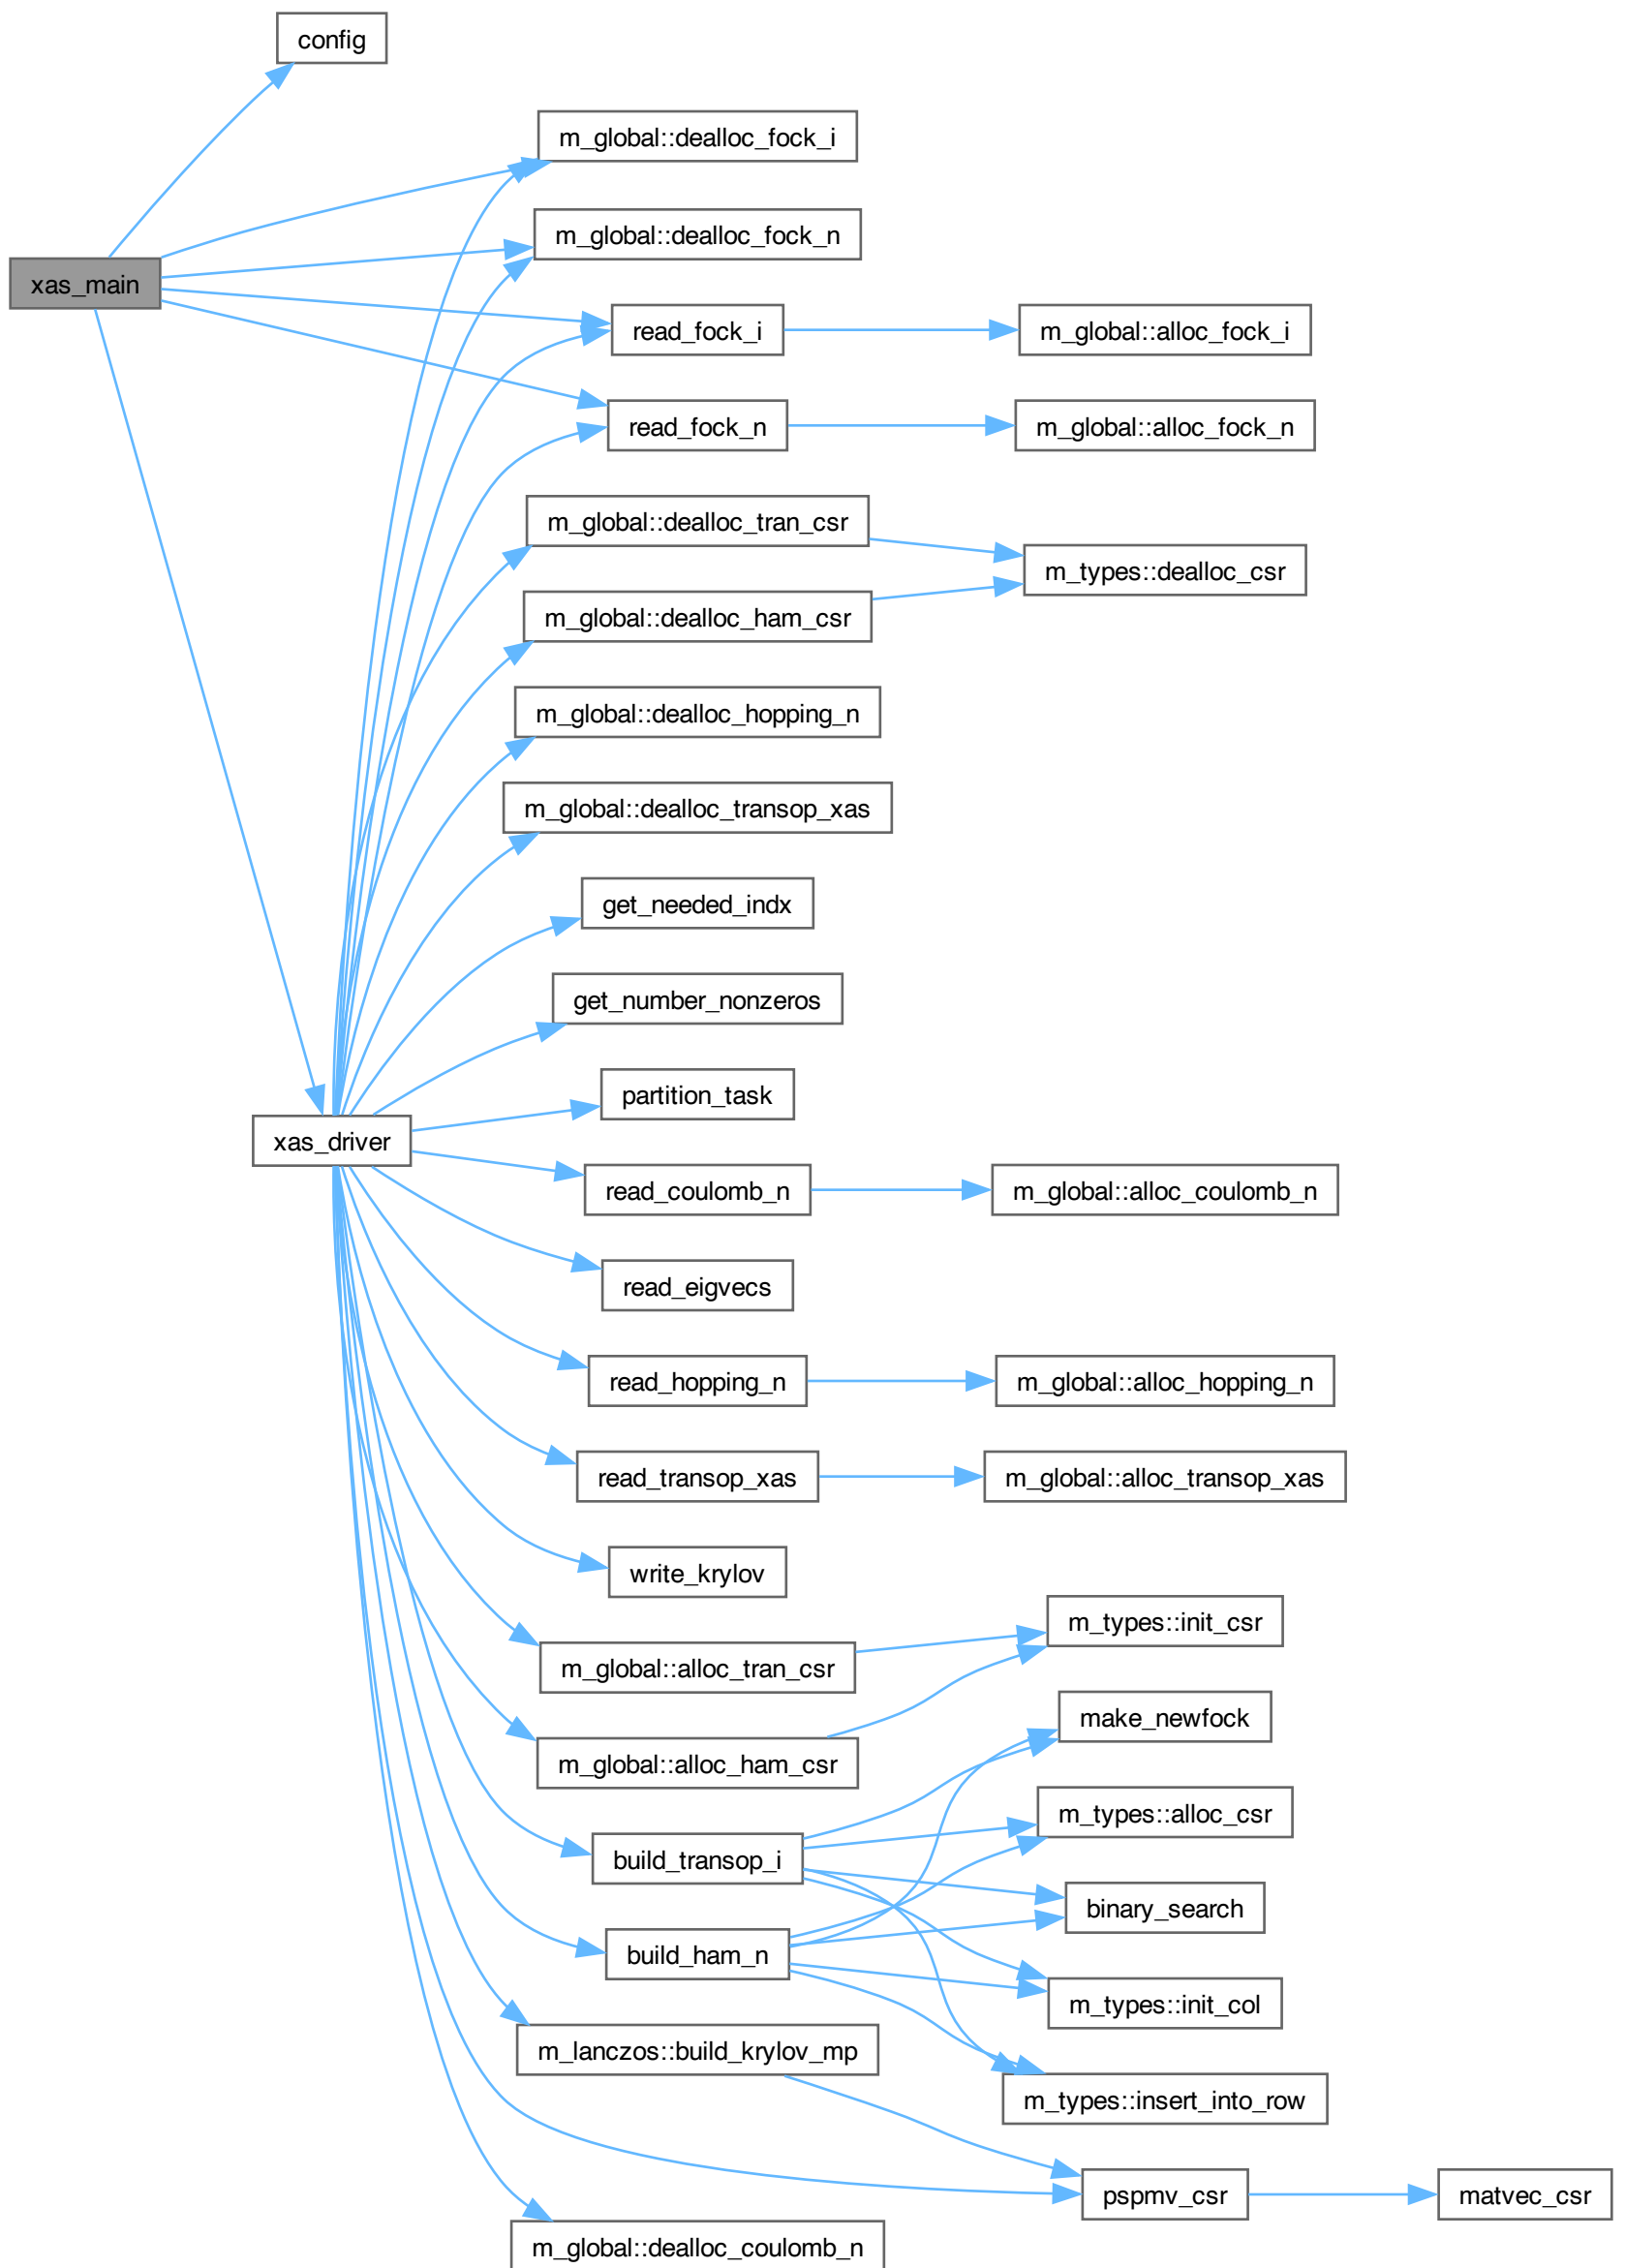 config
m_global::dealloc_fock_i
m_global::dealloc_fock_n
xas_main
read_fock_i
m_global::alloc_fock_i
read_fock_n
m_global::alloc_fock_n
m_global::dealloc_tran_csr
m_types::dealloc_csr
m_global::dealloc_ham_csr
m_global::dealloc_hopping_n
m_global::dealloc_transop_xas
get_needed_indx
get_number_nonzeros
partition_task
xas_driver
read_coulomb_n
m_global::alloc_coulomb_n
read_eigvecs
read_hopping_n
m_global::alloc_hopping_n
read_transop_xas
m_global::alloc_transop_xas
write_krylov
m_types::init_csr
m_global::alloc_tran_csr
make_newfock
m_global::alloc_ham_csr
m_types::alloc_csr
build_transop_i
binary_search
build_ham_n
m_types::init_col
m_lanczos::build_krylov_mp
m_types::insert_into_row
pspmv_csr
matvec_csr
m_global::dealloc_coulomb_n